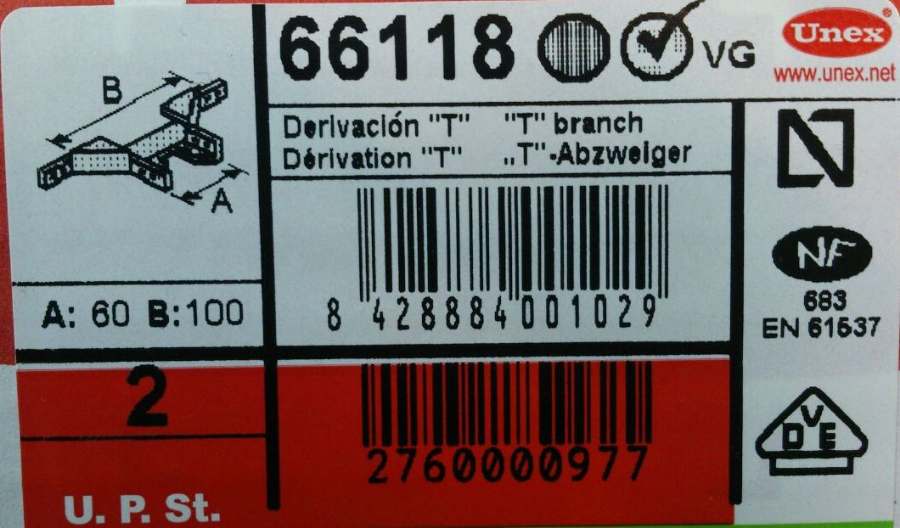 66118 VG
Unex
www.unex.net
B
A
Derivación "T" "T" branch
Dérivation "T" „T"-Abzweiger
A: 60 B:100
8 428884 001029
N
NF
683
EN 61537
2
2760000977
VDE
U. P. St.